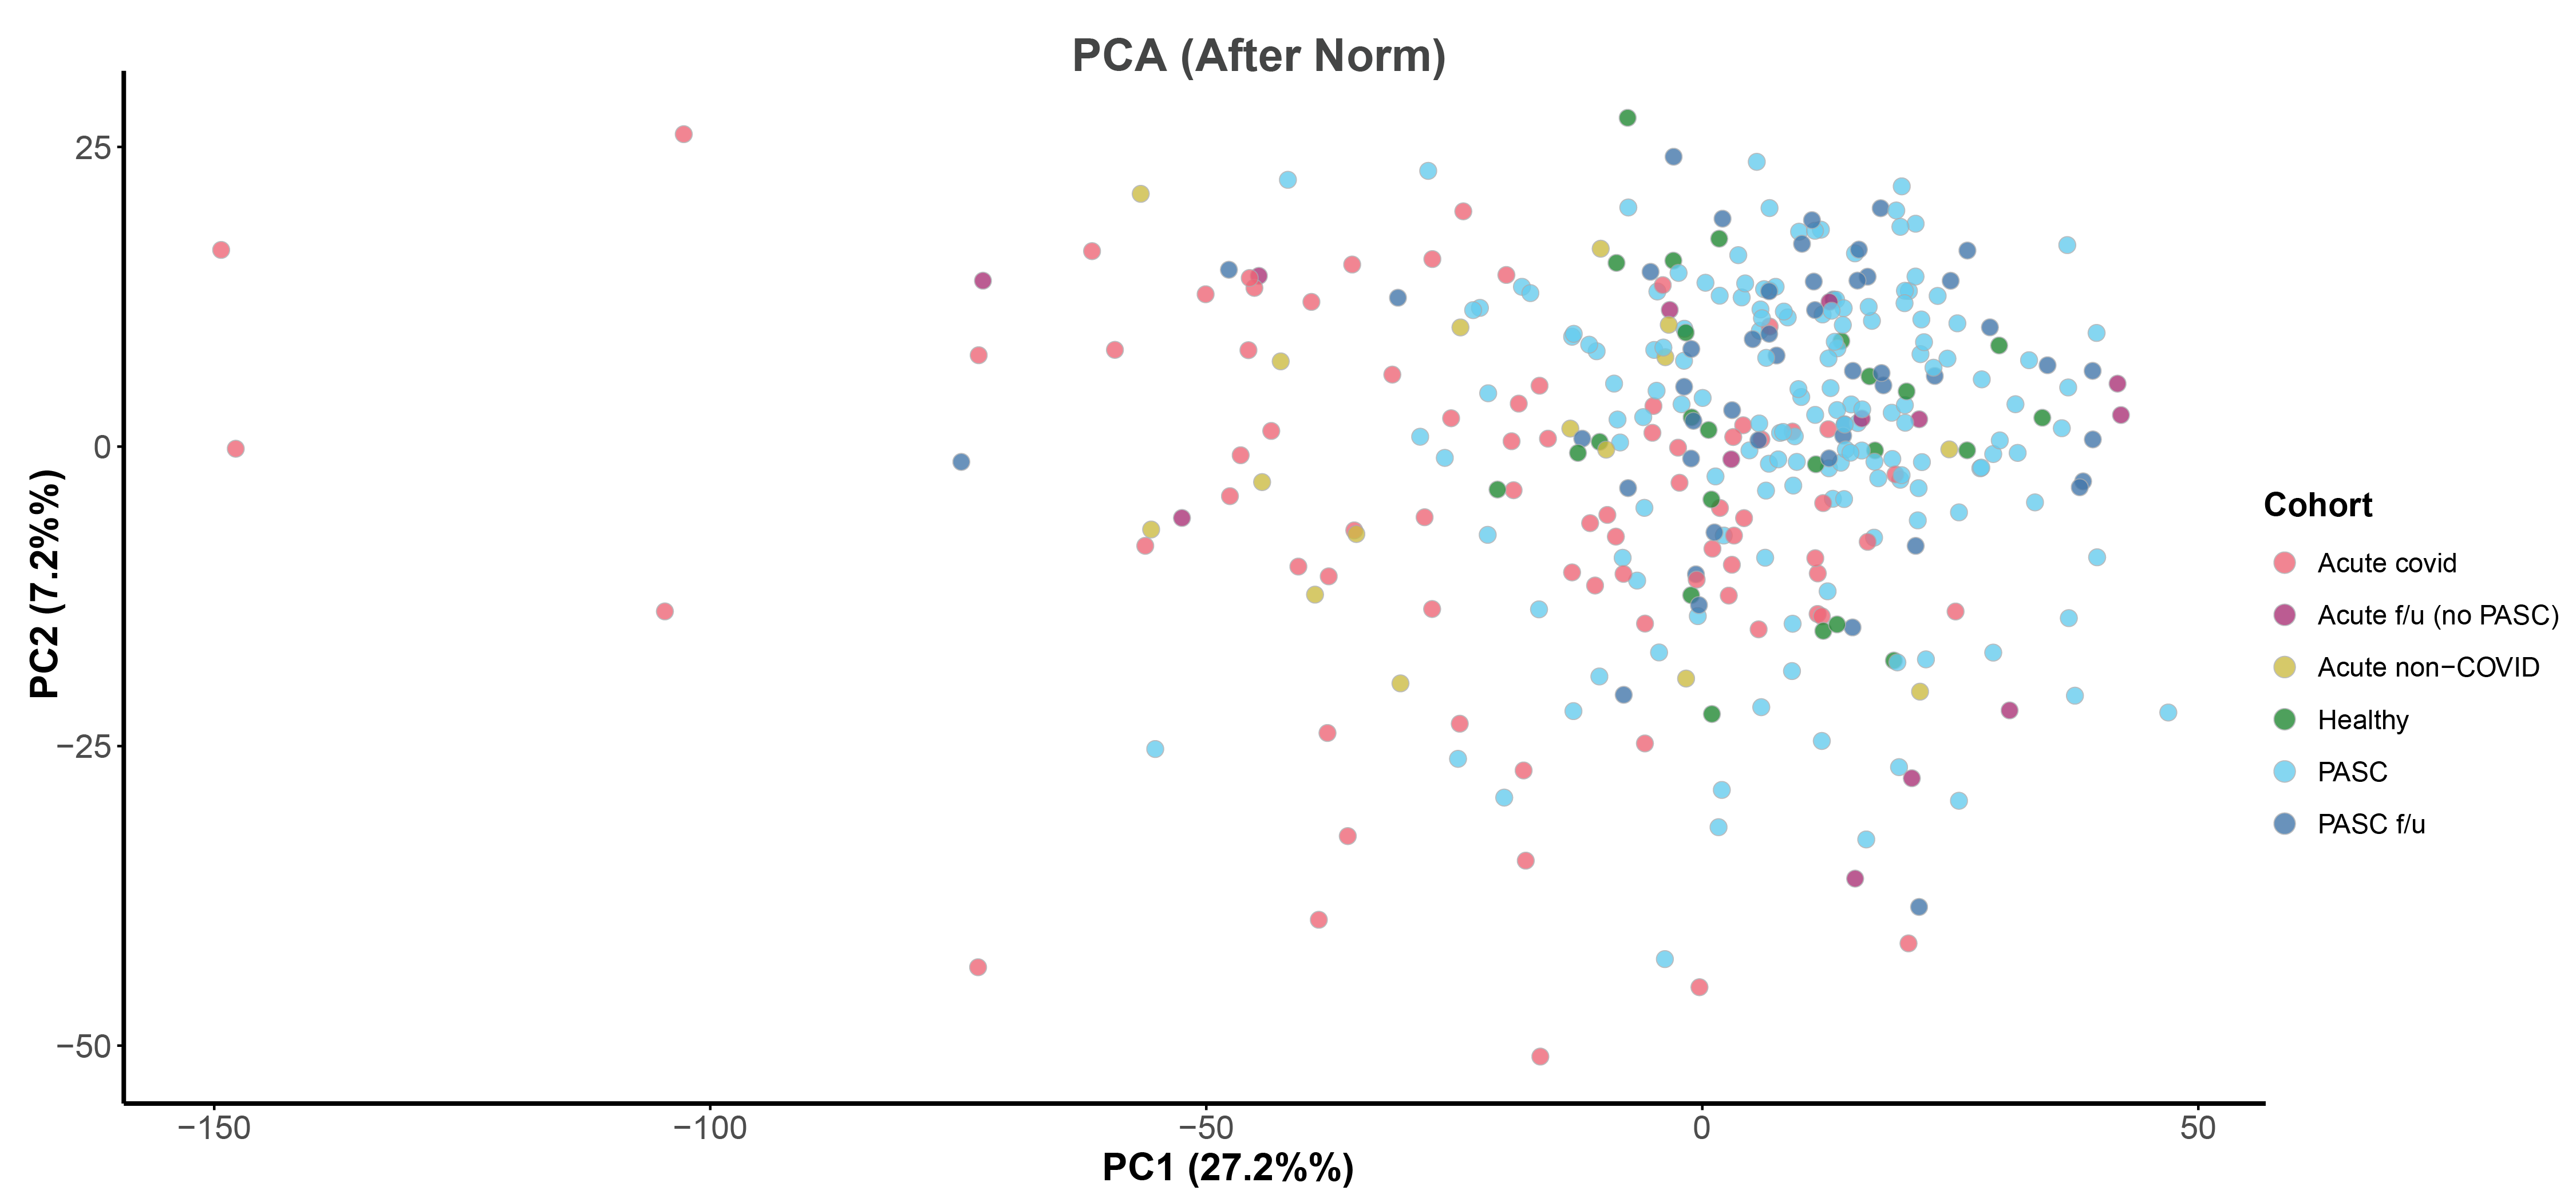 PCA (After Norm)
25
0
−25
−50
PC2 (7.2%%)
−150
−100
−50
0
50
PC1 (27.2%%)
Cohort
Acute covid
Acute f/u (no PASC)
Acute non−COVID
Healthy
PASC
PASC f/u